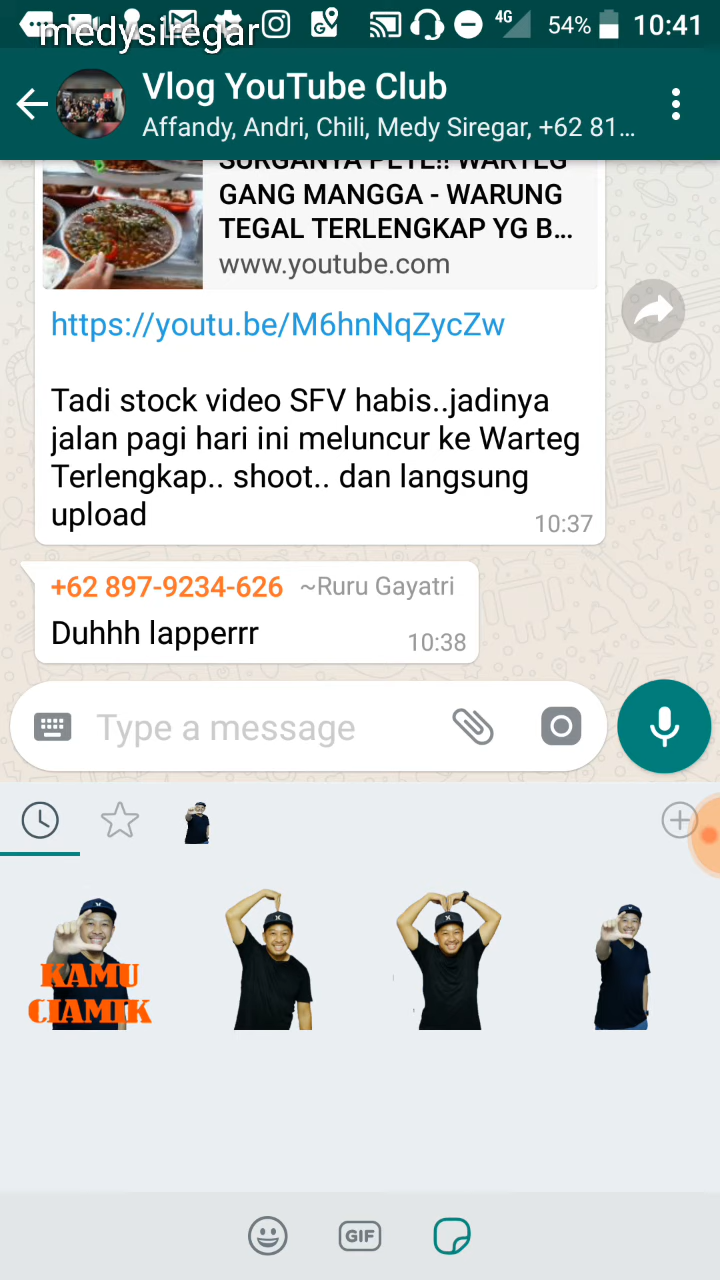 medysiregar
4G 54% 10:41
Vlog YouTube Club
Affandy, Andri, Chili, Medy Siregar, +62 81...
SURGANYA PETE!! WARTEG
GANG MANGGA - WARUNG
TEGAL TERLENGKAP YG B...
www.youtube.com
https://youtu.be/M6hnNqZycZw
Tadi stock video SFV habis..jadinya
jalan pagi hari ini meluncur ke Warteg
Terlengkap.. shoot.. dan langsung
upload
10:37
+62 897-9234-626 ~Ruru Gayatri
Duhhh lapperrr
10:38
Type a message
KAMU
CIAMIK
GIF